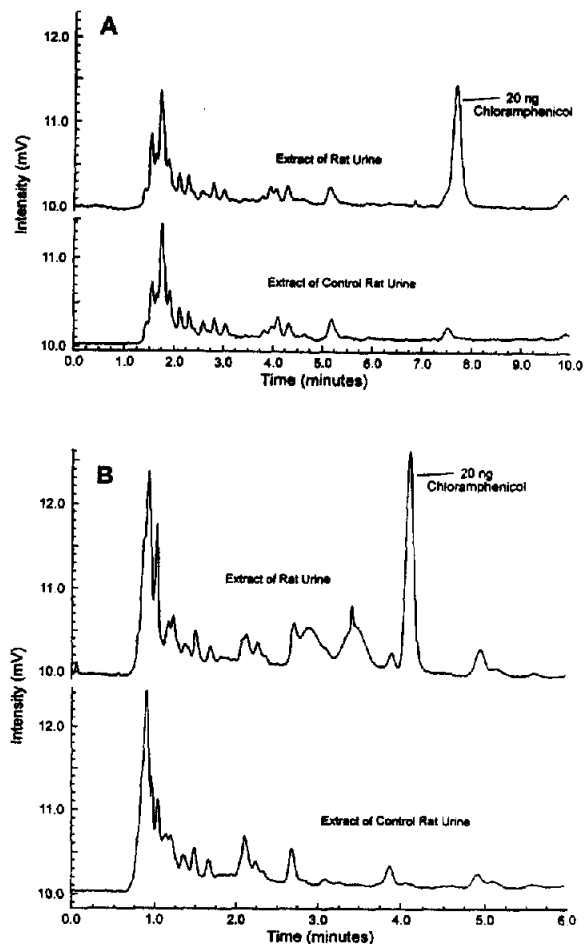 A
12.0
20 ng
Chloramphenicol
11.0
Extract of Rat Urine
10.0
Intensity (mV)
11.0
Extract of Control Rat Urine
10.0
0.0 1.0 2.0 3.0 4.0 5.0 6.0 7.0 8.0 9.0 10.0
Time (minutes)
B
20 ng
Chloramphenicol
12.0
Extract of Rat Urine
11.0
10.0
Intensity (mV)
12.0
11.0
Extract of Control Rat Urine
10.0
0.0 1.0 2.0 3.0 4.0 5.0 6.0
Time (minutes)